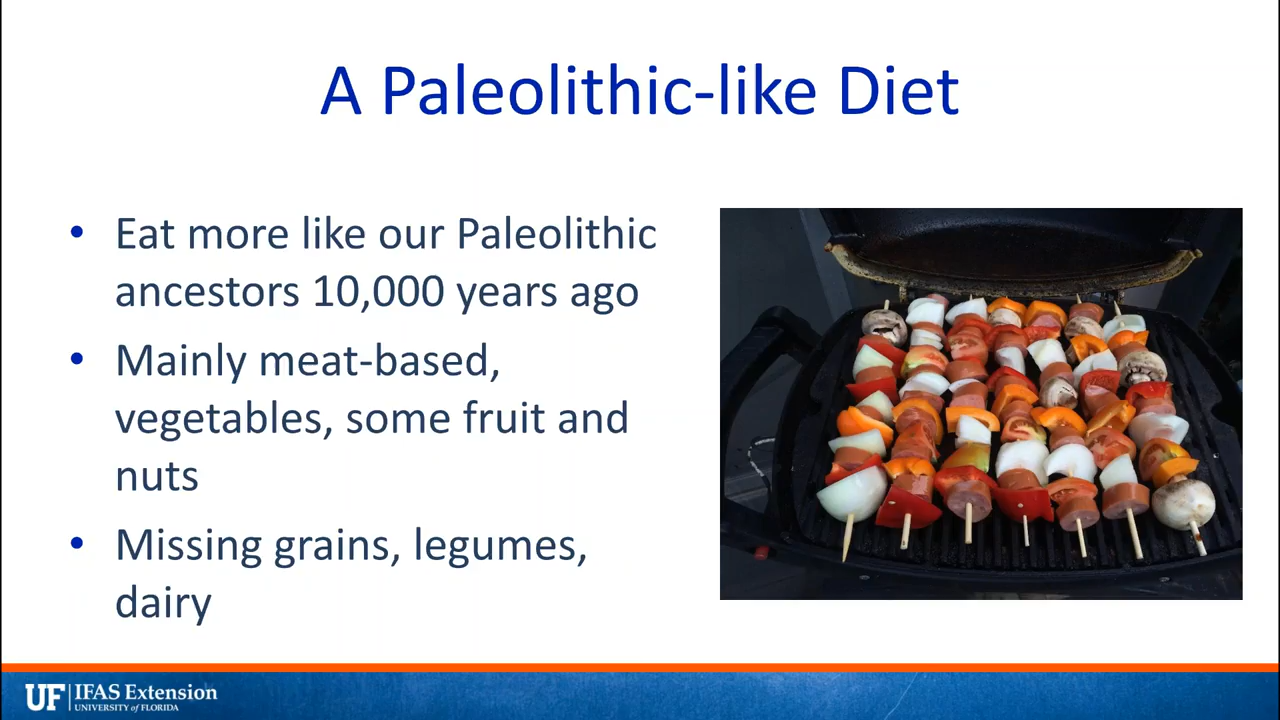 A Paleolithic-like Diet
• Eat more like our Paleolithic
ancestors 10,000 years ago
• Mainly meat-based,
vegetables, some fruit and
nuts
• Missing grains, legumes,
dairy
UF IFAS Extension
UNIVERSITY of FLORIDA